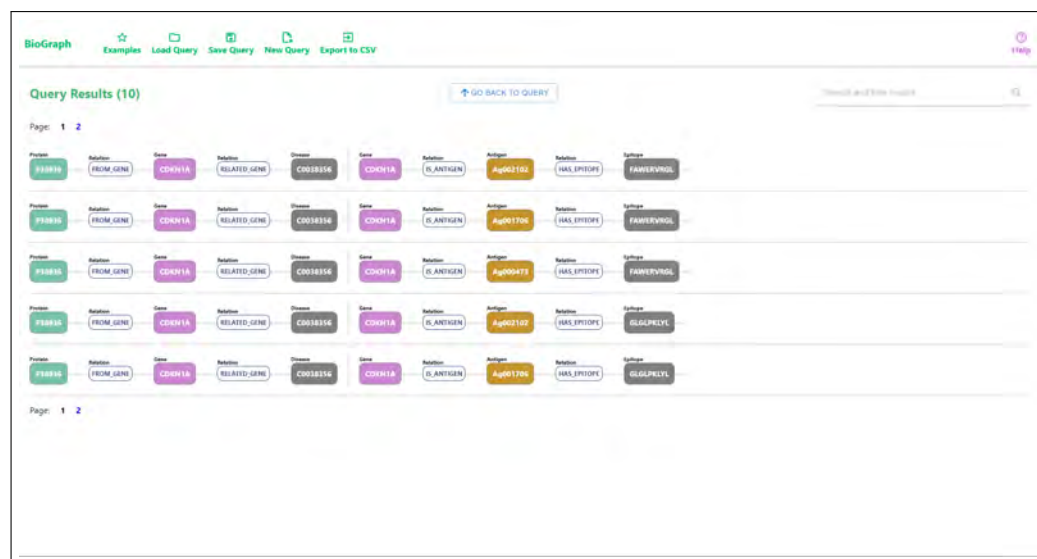 BioGraph Examples Load Query Save Query New Query Export to CSV Help
Query Results (10) GO BACK TO QUERY Search and filter results
Page: 1 2
Protein Relation Gene Relation Disease Gene Relation Antigen Relation Epitope
P38936 FROM_GENE CDKN1A RELATED_GENE C0038356 CDKN1A IS_ANTIGEN Ag002102 HAS_EPITOPE FAWERVRGL
Protein Relation Gene Relation Disease Gene Relation Antigen Relation Epitope
P38936 FROM_GENE CDKN1A RELATED_GENE C0038356 CDKN1A IS_ANTIGEN Ag001706 HAS_EPITOPE FAWERVRGL
Protein Relation Gene Relation Disease Gene Relation Antigen Relation Epitope
P38936 FROM_GENE CDKN1A RELATED_GENE C0038356 CDKN1A IS_ANTIGEN Ag000473 HAS_EPITOPE FAWERVRGL
Protein Relation Gene Relation Disease Gene Relation Antigen Relation Epitope
P38936 FROM_GENE CDKN1A RELATED_GENE C0038356 CDKN1A IS_ANTIGEN Ag002102 HAS_EPITOPE GLGLPKLYL
Protein Relation Gene Relation Disease Gene Relation Antigen Relation Epitope
P38936 FROM_GENE CDKN1A RELATED_GENE C0038356 CDKN1A IS_ANTIGEN Ag001706 HAS_EPITOPE GLGLPKLYL
Page: 1 2